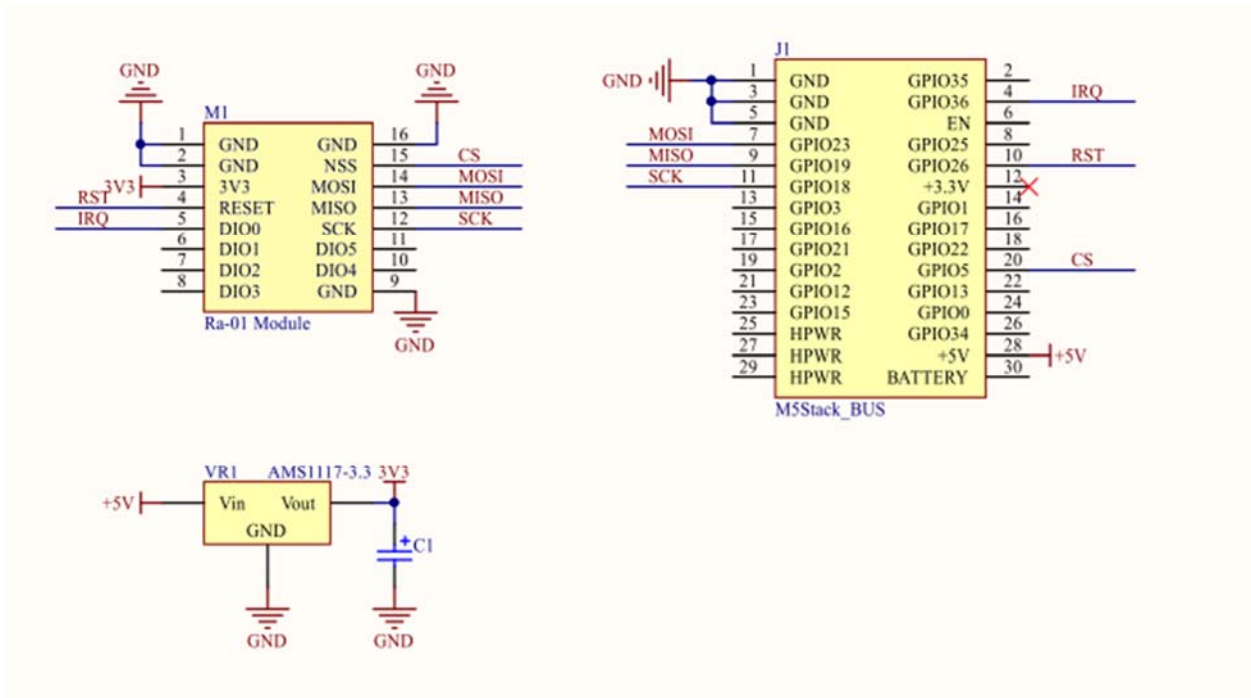 GND
GND
M1
1 GND GND 16
2 GND NSS 15 CS
3V3 3 3V3 MOSI 14 MOSI
RST 4 RESET MISO 13 MISO
IRQ 5 DIO0 SCK 12 SCK
6 DIO1 DIO5 11
7 DIO2 DIO4 10
8 DIO3 GND 9
Ra-01 Module
GND
J1
GND 1 GND GPIO35 2
3 GND GPIO36 4 IRQ
5 GND EN 6
MOSI 7 GPIO23 GPIO25 8
MISO 9 GPIO19 GPIO26 10 RST
SCK 11 GPIO18 +3.3V 12
13 GPIO3 GPIO1 14
15 GPIO16 GPIO17 16
17 GPIO21 GPIO22 18
19 GPIO2 GPIO5 20 CS
21 GPIO12 GPIO13 22
23 GPIO15 GPIO0 24
25 HPWR GPIO34 26
27 HPWR +5V 28 +5V
29 HPWR BATTERY 30
M5Stack_BUS
VR1 AMS1117-3.3 3V3
+5V Vin Vout
GND
+ C1
GND
GND